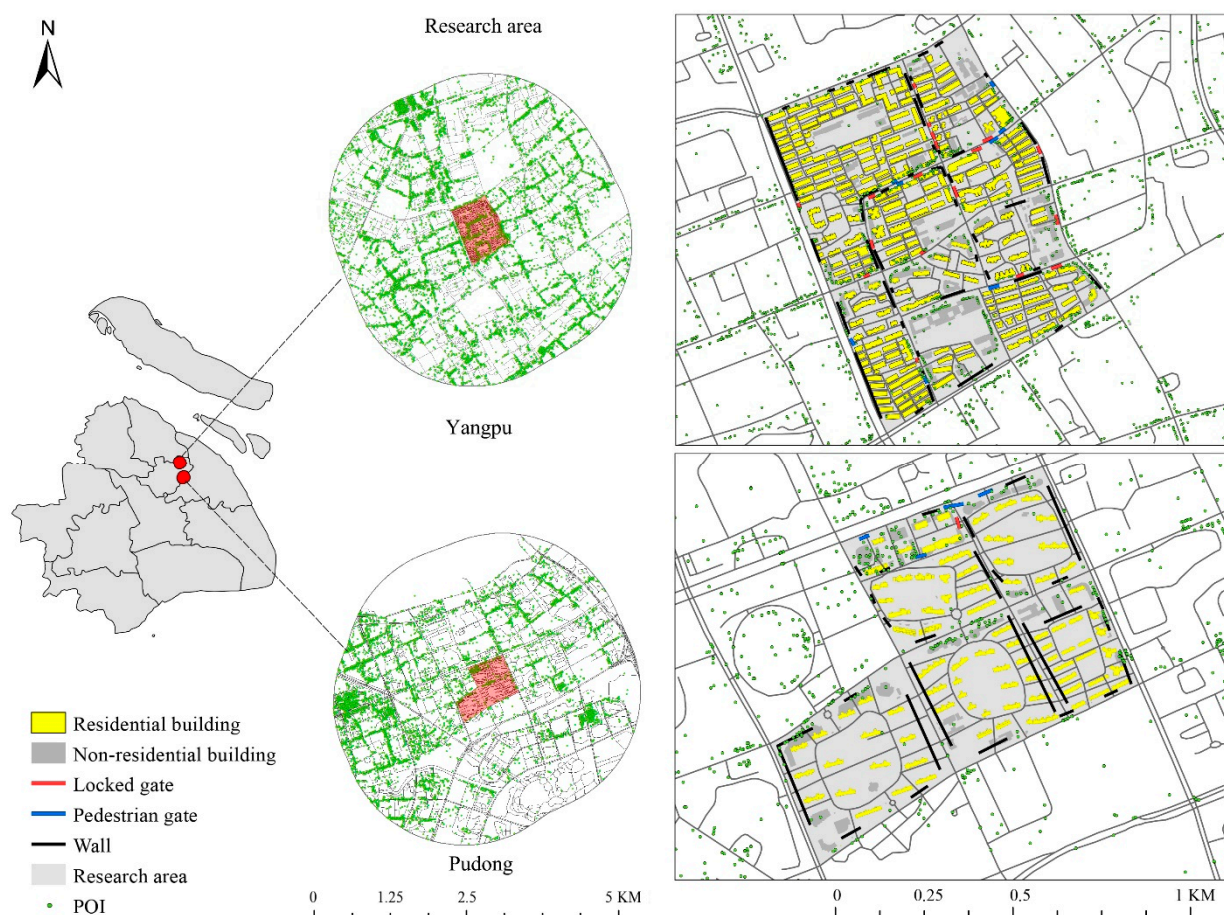 N
Research area
Yangpu
Pudong
Residential building
Non-residential building
Locked gate
Pedestrian gate
Wall
Research area
POI
0 1.25 2.5 5 KM
0 0.25 0.5 1 KM